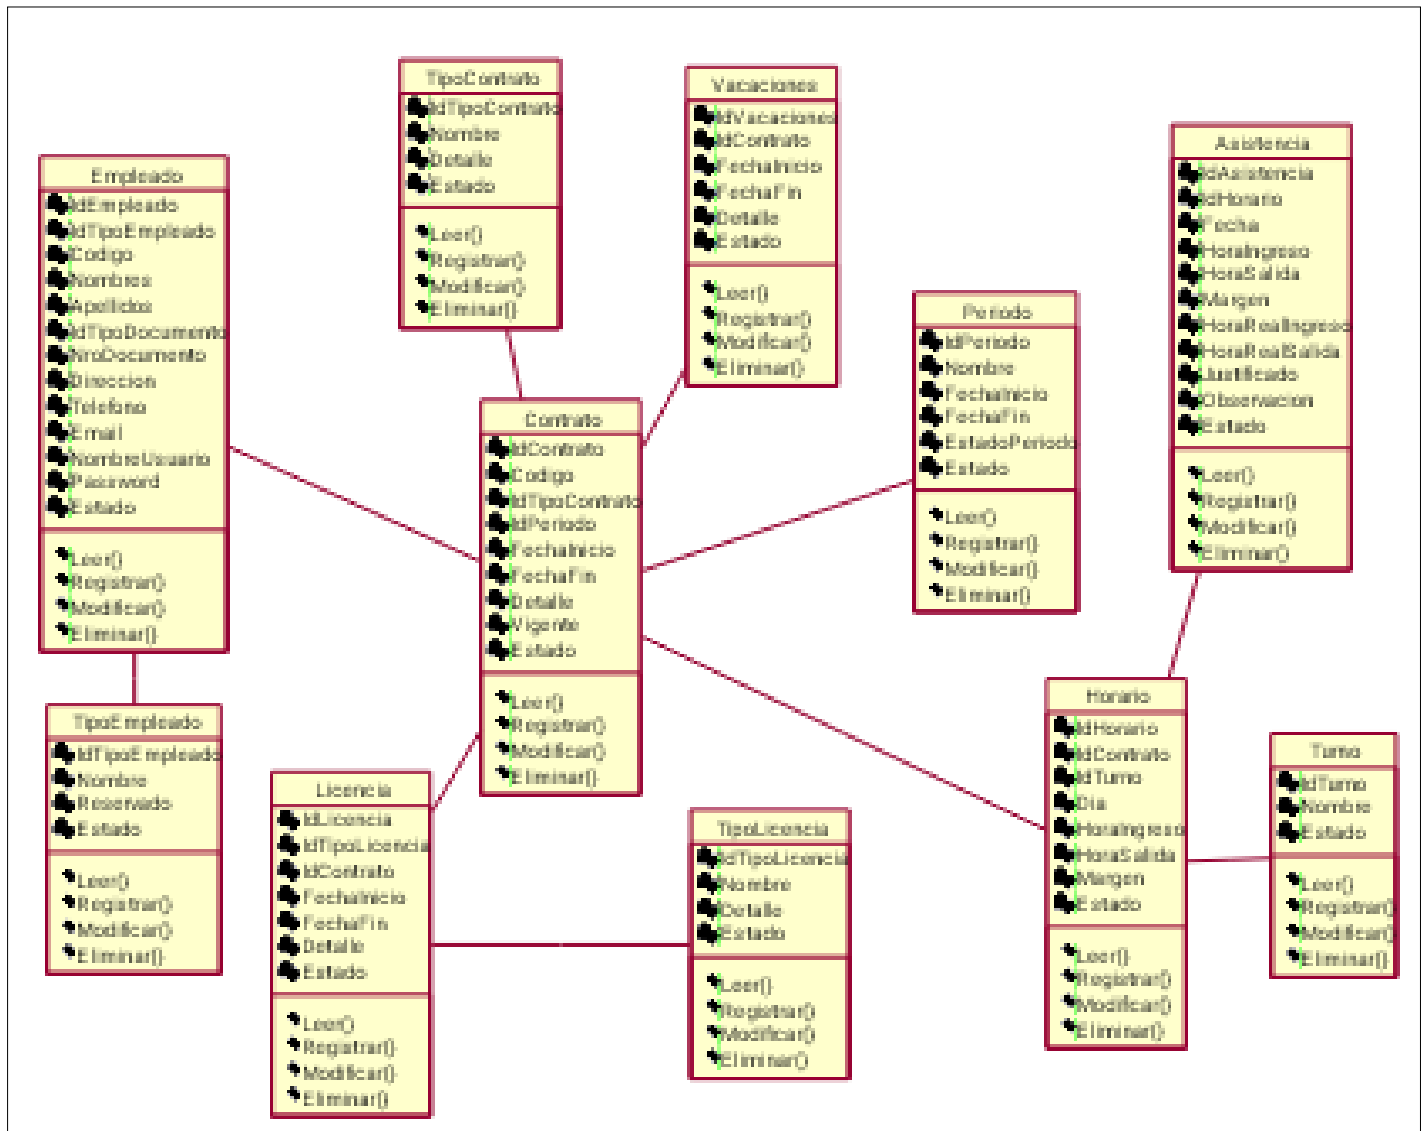 TipoContrato
IdTipoContrato
Nombre
Detalle
Estado
Leer()
Registrar()
Modificar()
Eliminar()
Vacaciones
IdVacaciones
IdContrato
FechaInicio
FechaFin
Detalle
Estado
Leer()
Registrar()
Modificar()
Eliminar()
Asistencia
IdAsistencia
IdHorario
Fecha
HoraIngreso
HoraSalida
Margen
HoraRealIngreso
HoraRealSalida
Justificado
Observacion
Estado
Leer()
Registrar()
Modificar()
Eliminar()
Empleado
IdEmpleado
IdTipoEmpleado
Codigo
Nombres
Apellidos
IdTipoDocumento
NroDocumento
Direccion
Telefono
Email
NombreUsuario
Password
Estado
Leer()
Registrar()
Modificar()
Eliminar()
Periodo
IdPeriodo
Nombre
FechaInicio
FechaFin
EstadoPeriodo
Estado
Leer()
Registrar()
Modificar()
Eliminar()
Contrato
IdContrato
Codigo
IdTipoContrato
IdPeriodo
FechaInicio
FechaFin
Detalle
Vigente
Estado
Leer()
Registrar()
Modificar()
Eliminar()
TipoEmpleado
IdTipoEmpleado
Nombre
Reservado
Estado
Leer()
Registrar()
Modificar()
Eliminar()
Licencia
IdLicencia
IdTipoLicencia
IdContrato
FechaInicio
FechaFin
Detalle
Estado
Leer()
Registrar()
Modificar()
Eliminar()
TipoLicencia
IdTipoLicencia
Nombre
Detalle
Estado
Leer()
Registrar()
Modificar()
Eliminar()
Horario
IdHorario
IdContrato
IdTurno
Dia
HoraIngreso
HoraSalida
Margen
Estado
Leer()
Registrar()
Modificar()
Eliminar()
Turno
IdTurno
Nombre
Estado
Leer()
Registrar()
Modificar()
Eliminar()